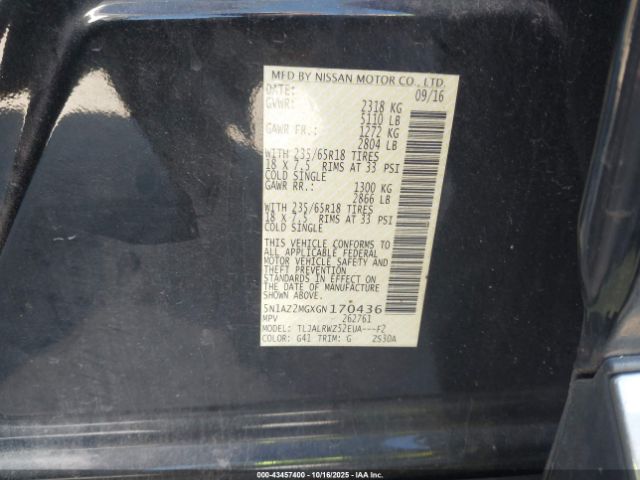 MFD BY NISSAN MOTOR CO., LTD.
DATE: 09/16
GVWR: 2318 KG
5110 LB
GAWR FR.: 1272 KG
2804 LB
WITH 235/65R18 TIRES
18 X 7.5 RIMS AT 33 PSI
COLD SINGLE
GAWR RR.: 1300 KG
2866 LB
WITH 235/65R18 TIRES
18 X 7.5 RIMS AT 33 PSI
COLD SINGLE
THIS VEHICLE CONFORMS TO
ALL APPLICABLE FEDERAL
MOTOR VEHICLE SAFETY AND
THEFT PREVENTION
STANDARDS IN EFFECT ON
THE DATE OF MANUFACTURE
SHOWN ABOVE.
5N1AZ2MGXGN170436
MPV 262761
MODEL: TLJALRWZ52EUA---FZ
COLOR: G41 TRIM: G 2S30A
000-43457400 - 10/16/2025 - IAA Inc.